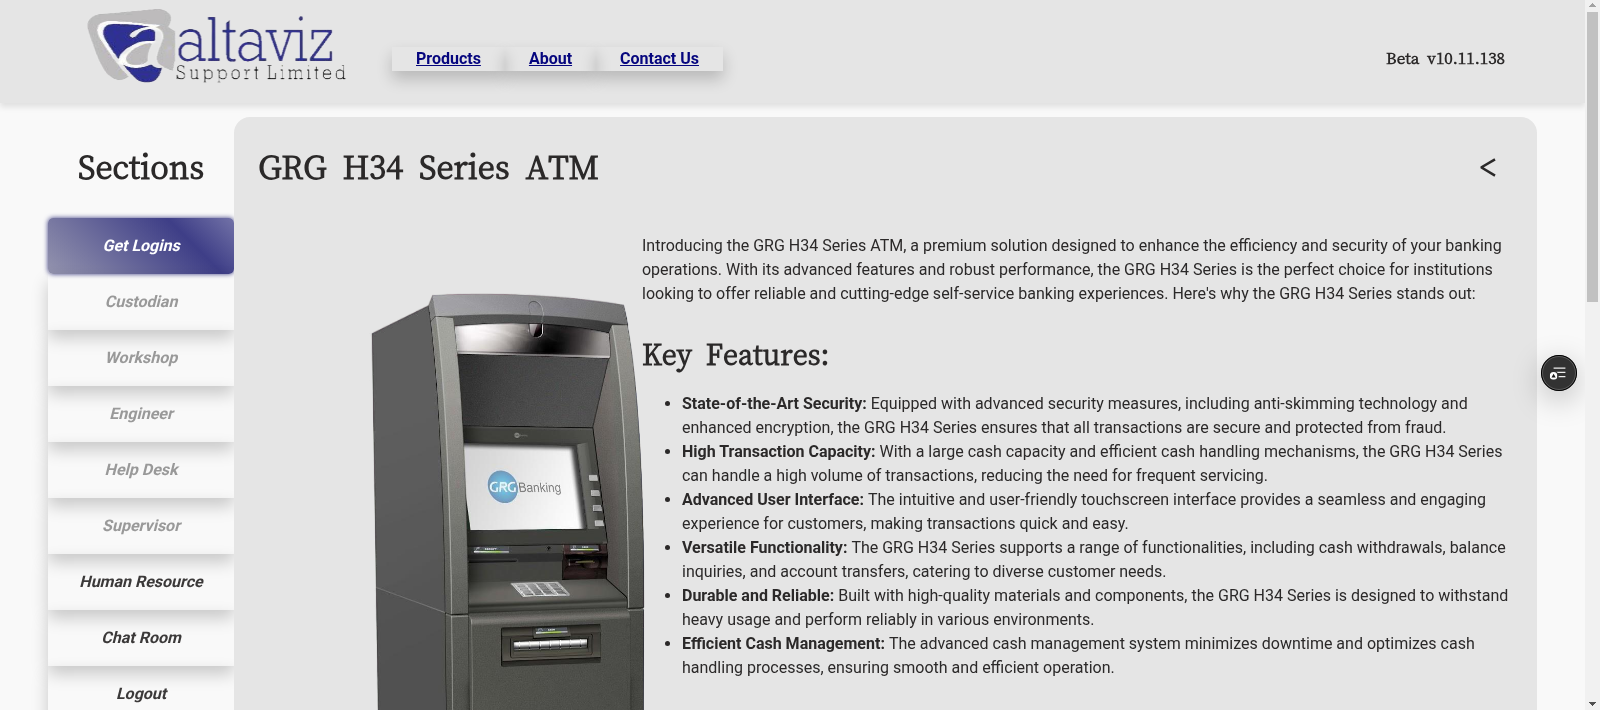 altaviz
Support Limited
Products About Contact Us
Beta v10.11.138
Sections
Get Logins
Custodian
Workshop
Engineer
Help Desk
Supervisor
Human Resource
Chat Room
Logout
GRG H34 Series ATM
<
Introducing the GRG H34 Series ATM, a premium solution designed to enhance the efficiency and security of your banking
operations. With its advanced features and robust performance, the GRG H34 Series is the perfect choice for institutions
looking to offer reliable and cutting-edge self-service banking experiences. Here's why the GRG H34 Series stands out:
GRG Banking
Key Features:
• State-of-the-Art Security: Equipped with advanced security measures, including anti-skimming technology and
enhanced encryption, the GRG H34 Series ensures that all transactions are secure and protected from fraud.
• High Transaction Capacity: With a large cash capacity and efficient cash handling mechanisms, the GRG H34 Series
can handle a high volume of transactions, reducing the need for frequent servicing.
• Advanced User Interface: The intuitive and user-friendly touchscreen interface provides a seamless and engaging
experience for customers, making transactions quick and easy.
• Versatile Functionality: The GRG H34 Series supports a range of functionalities, including cash withdrawals, balance
inquiries, and account transfers, catering to diverse customer needs.
• Durable and Reliable: Built with high-quality materials and components, the GRG H34 Series is designed to withstand
heavy usage and perform reliably in various environments.
• Efficient Cash Management: The advanced cash management system minimizes downtime and optimizes cash
handling processes, ensuring smooth and efficient operation.